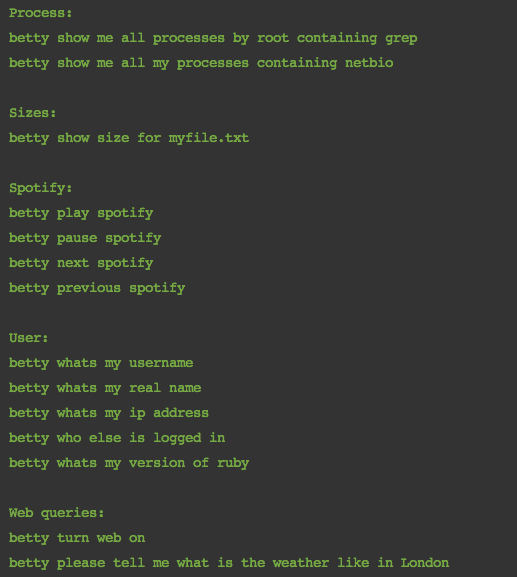 Process:
betty show me all processes by root containing grep
betty show me all my processes containing netbio
Sizes:
betty show size for myfile.txt
Spotify:
betty play spotify
betty pause spotify
betty next spotify
betty previous spotify
User:
betty whats my username
betty whats my real name
betty whats my ip address
betty who else is logged in
betty whats my version of ruby
Web queries:
betty turn web on
betty please tell me what is the weather like in London